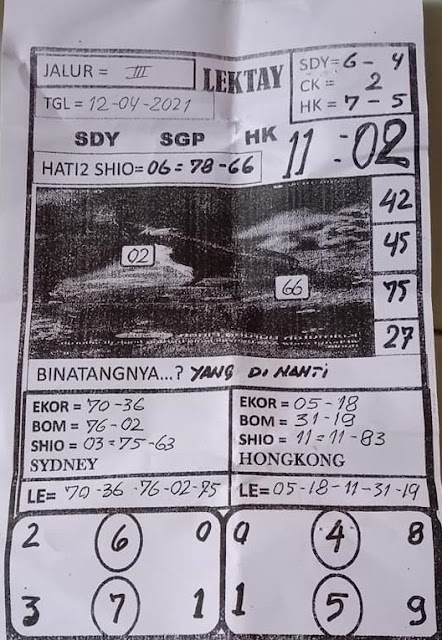 JALUR = III
LEKTAY
SDY = 6 - 4
CK = 2
HK = 7 - 5
TGL = 12-04-2021
SDY SGP HK 11 = 02
HATI2 SHIO = 06 = 78 - 66
42
02
45
66
75
27
BINATANGNYA...? YANG DI NANTI
EKOR = 70-36
BOM = 76-02
SHIO = 03 = 75-63
SYDNEY
LE= 70-36-76-02-75
EKOR = 05-18
BOM = 31-19
SHIO = 11 = 11-83
HONGKONG
LE= 05-18-11-31-19
2 6 0
3 7 1
0 4 8
1 5 9